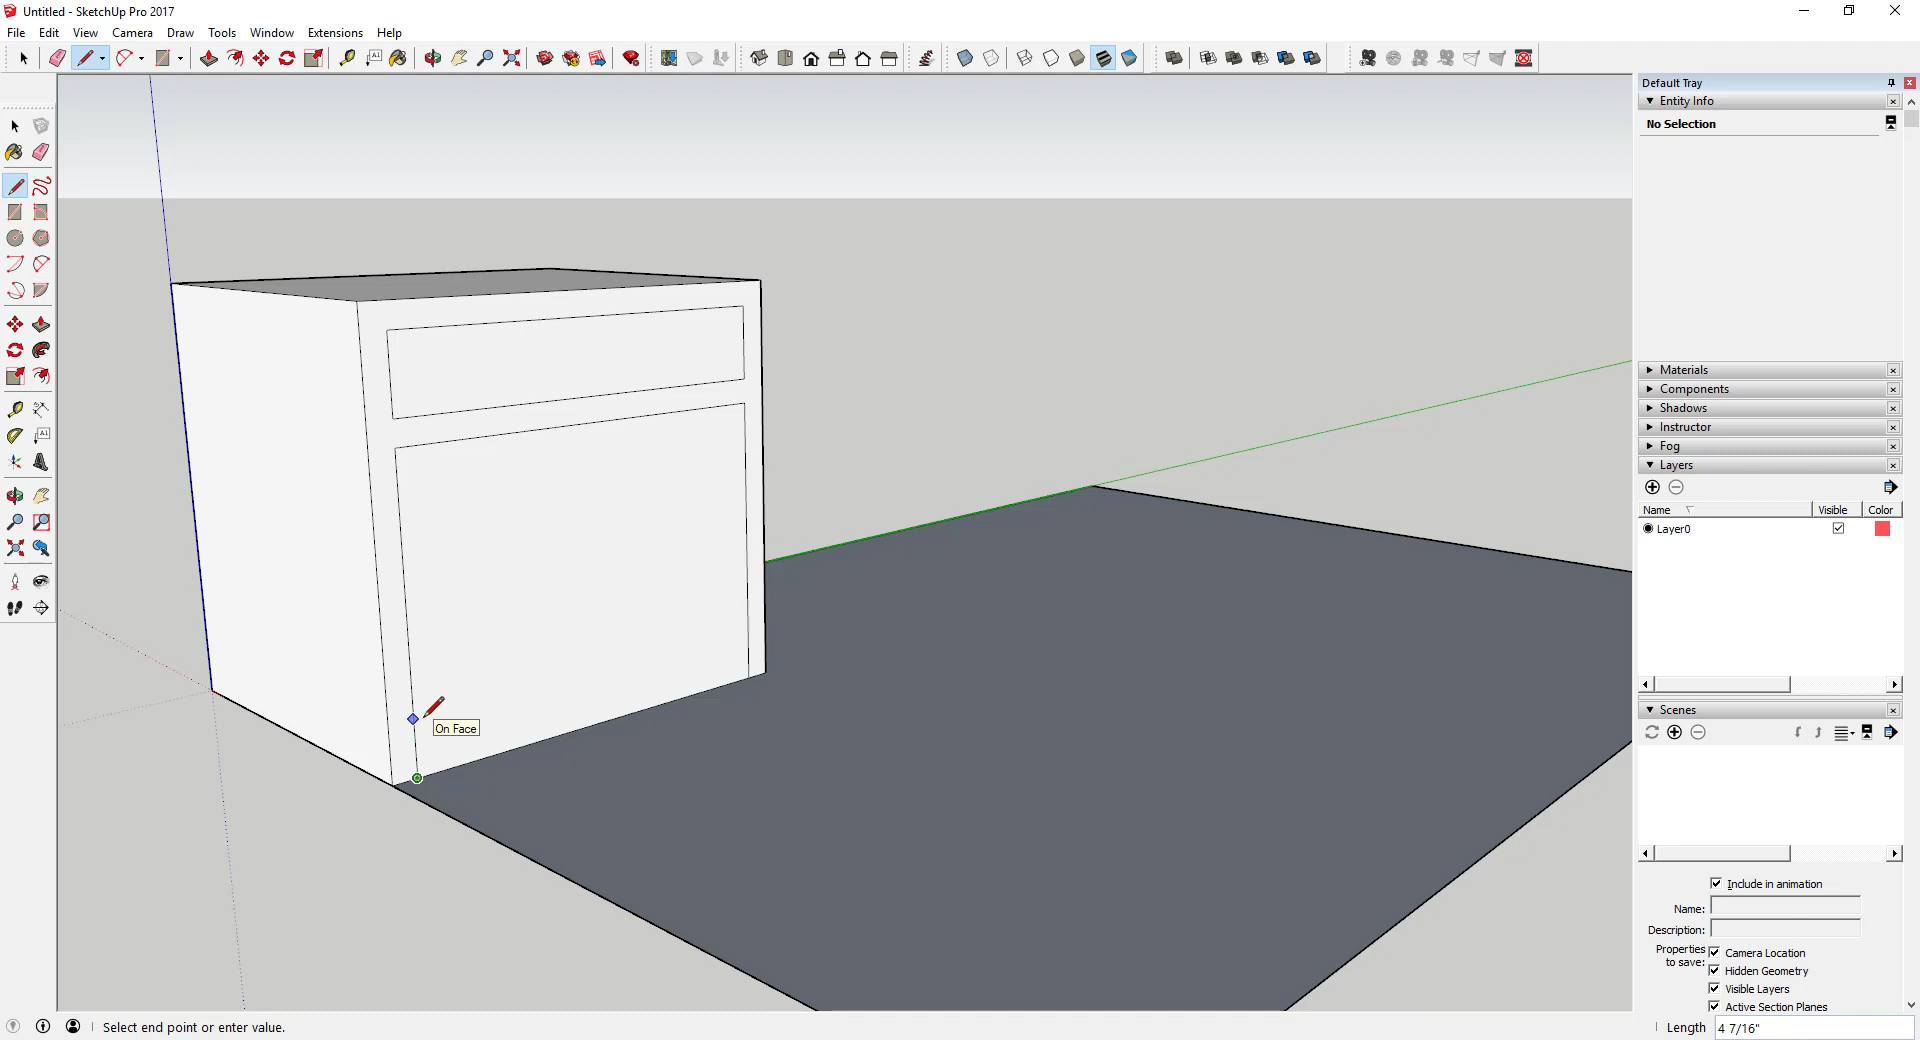 Untitled - SketchUp Pro 2017
File Edit View Camera Draw Tools Window Extensions Help
A1
Default Tray
Entity Info
No Selection
A1
Materials
Components
Shadows
Instructor
Fog
Layers
Name Visible Color
Layer0
On Face
Scenes
Include in animation
Name:
Description:
Properties to save:
Camera Location
Hidden Geometry
Visible Layers
Active Section Planes
Select end point or enter value.
Length 4 7/16"